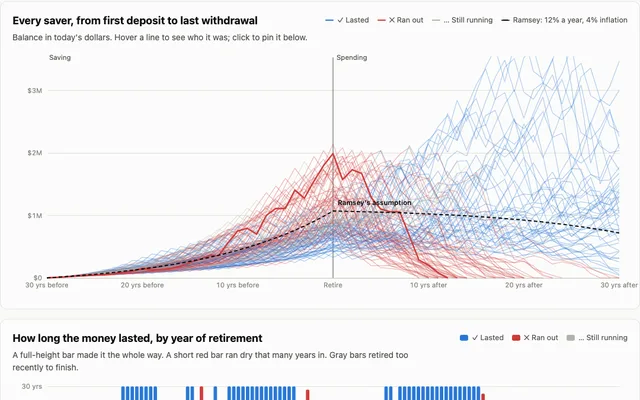 Every saver, from first deposit to last withdrawal
✓ Lasted
✕ Ran out
... Still running
Ramsey: 12% a year, 4% inflation
Balance in today's dollars. Hover a line to see who it was; click to pin it below.
Saving
Spending
$3M
$2M
Ramsey's assumption
$1M
$0
30 yrs before
20 yrs before
10 yrs before
Retire
10 yrs after
20 yrs after
30 yrs after
How long the money lasted, by year of retirement
✓ Lasted
✕ Ran out
... Still running
A full-height bar made it the whole way. A short red bar ran dry that many years in. Gray bars retired too
recently to finish.
30 yrs